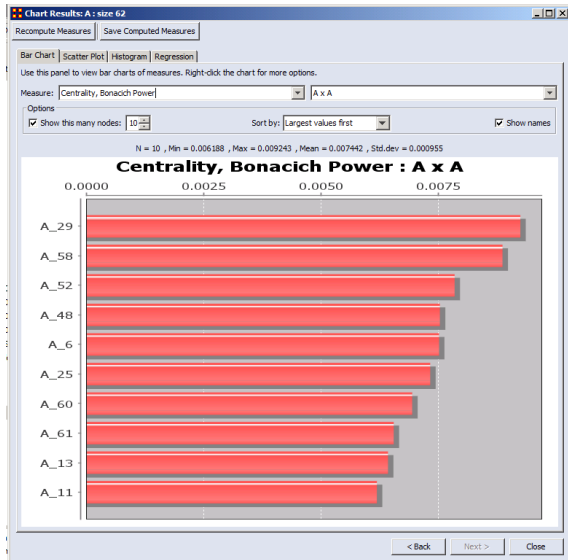 Chart Results: A : size 62
Recompute Measures Save Computed Measures
Bar Chart Scatter Plot Histogram Regression
Use this panel to view bar charts of measures. Right-click the chart for more options.
Measure: Centrality, Bonacich Power A x A
Options
Show this many nodes: 10 Sort by: Largest values first Show names
N = 10 , Min = 0.006188 , Max = 0.009243 , Mean = 0.007442 , Std.dev = 0.000955
Centrality, Bonacich Power : A x A
0.0000 0.0025 0.0050 0.0075
A_29
A_58
A_52
A_48
A_6
A_25
A_60
A_61
A_13
A_11
< Back Next > Close